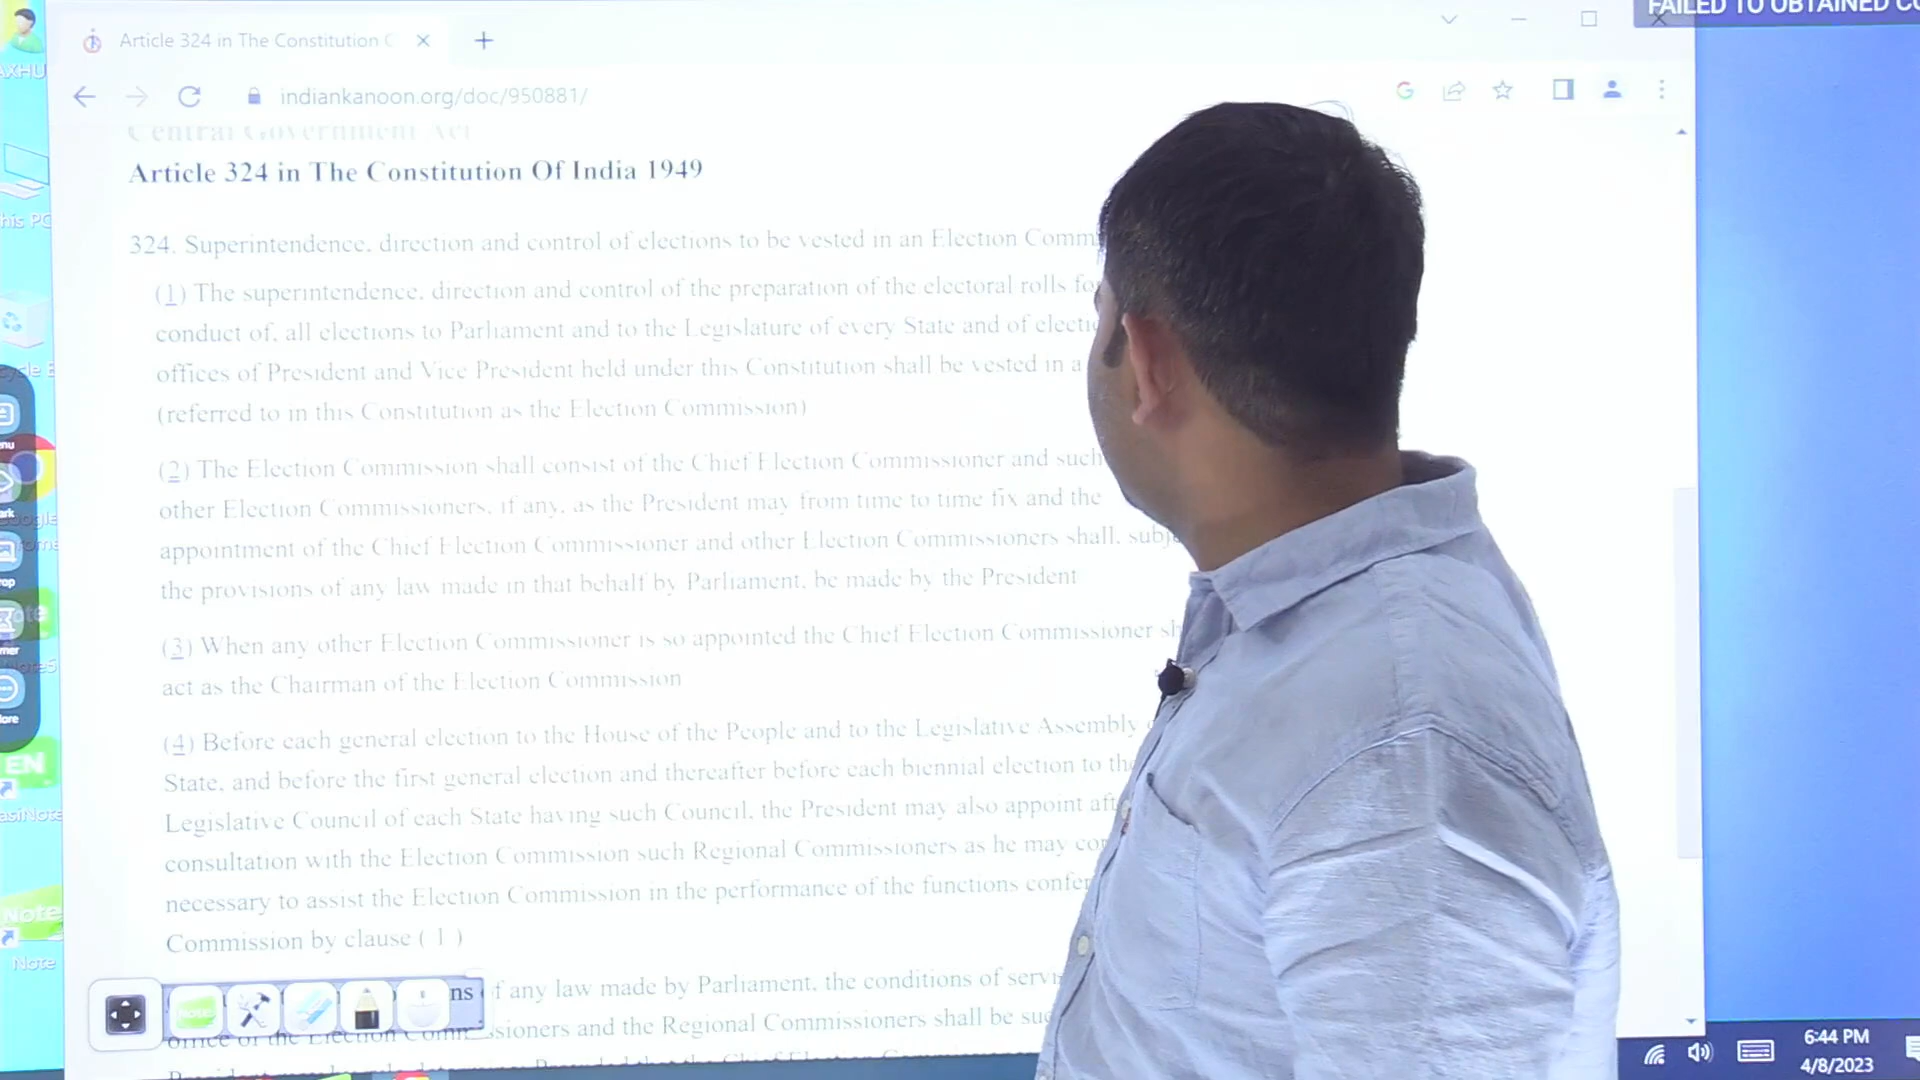 FAILED TO OBTAINED
Article 324 in The Constitution
indiankanoon.org/doc/950881/
Central Government Act
Article 324 in The Constitution Of India 1949
324. Superintendence, direction and control of elections to be vested in an Election
(1) The superintendence, direction and control of the preparation of the electoral rolls
conduct of, all elections to Parliament and to the Legislature of every State and of
offices of President and Vice President held under this Constitution shall be vested in a
(referred to in this Constitution as the Election Commission)
(2) The Election Commission shall consist of the Chief Election Commissioner and such
other Election Commissioners, if any, as the President may from time to time fix and the
appointment of the Chief Election Commissioner and other Election Commissioners shall,
the provisions of any law made in that behalf by Parliament, be made by the President
(3) When any other Election Commissioner is so appointed the Chief Election Commissioner
act as the Chairman of the Election Commission
(4) Before each general election to the House of the People and to the Legislative Assembly
State, and before the first general election and thereafter before each biennial election to
Legislative Council of each State having such Council, the President may also appoint
consultation with the Election Commission such Regional Commissioners as he may
necessary to assist the Election Commission in the performance of the functions
Commission by clause ( 1 )
any law made by Parliament, the conditions of
office of the Election
and the Regional Commissioners shall be
EN
Note
Note
Note
6:44 PM
4/8/2023